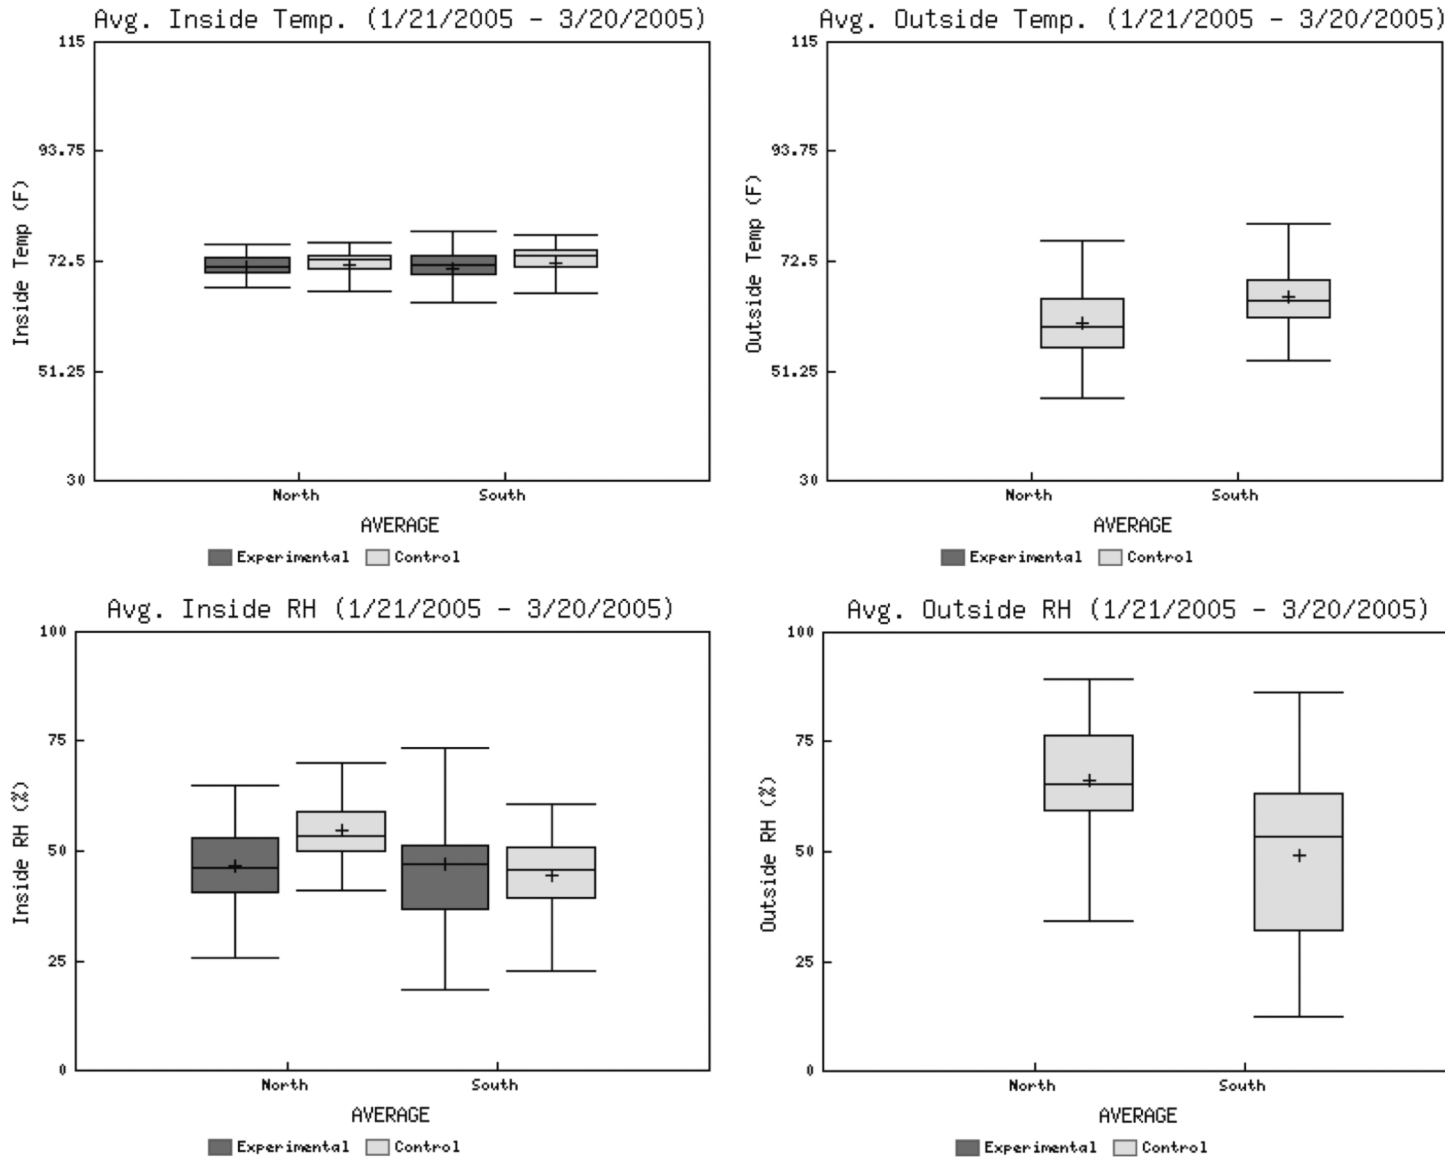 Avg. Inside Temp. (1/21/2005 - 3/20/2005)
115
93.75
72.5
51.25
30
Inside Temp (F)
North South
AVERAGE
Experimental Control
Avg. Outside Temp. (1/21/2005 - 3/20/2005)
115
93.75
72.5
51.25
30
Outside Temp (F)
North South
AVERAGE
Experimental Control
Avg. Inside RH (1/21/2005 - 3/20/2005)
100
75
50
25
0
Inside RH (%)
North South
AVERAGE
Experimental Control
Avg. Outside RH (1/21/2005 - 3/20/2005)
100
75
50
25
0
Outside RH (%)
North South
AVERAGE
Experimental Control